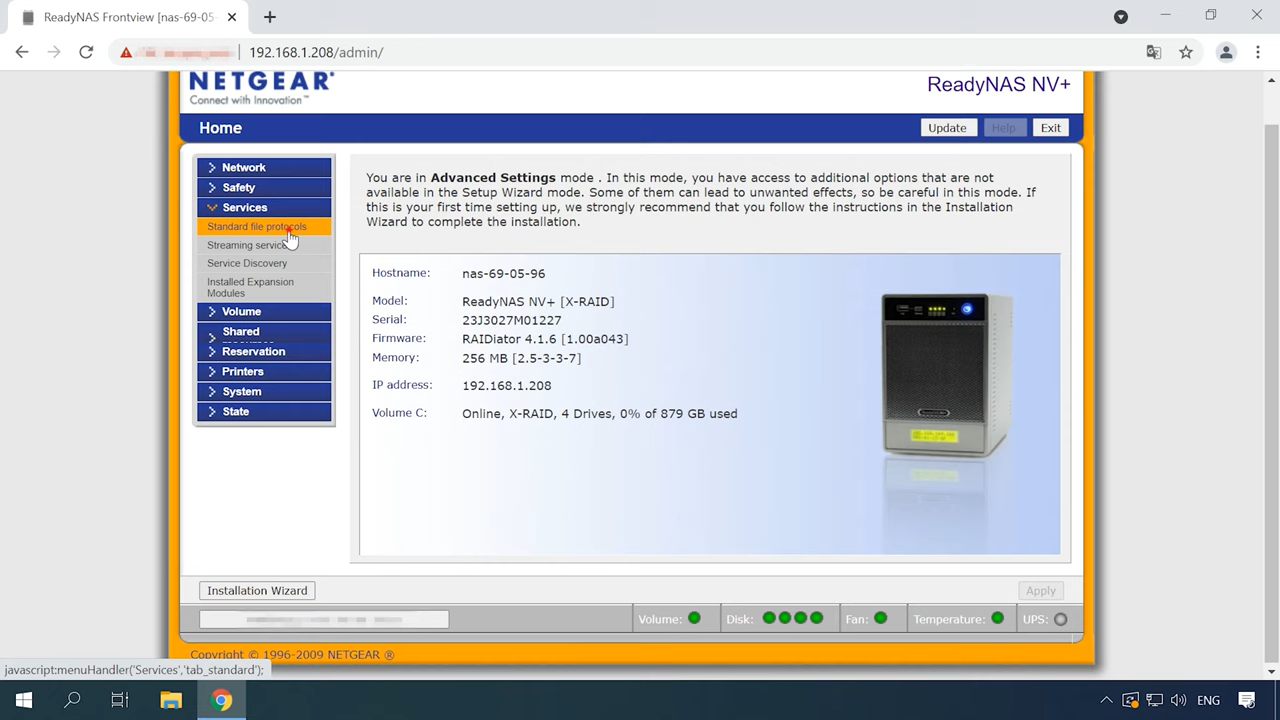 ReadyNAS Frontview [nas-69-05-
192.168.1.208/admin/
NETGEAR®
Connect with Innovation™
ReadyNAS NV+
Home
Update
Help
Exit
Network
Safety
Services
Standard file protocols
Streaming service
Service Discovery
Installed Expansion
Modules
Volume
Shared
Reservation
Printers
System
State
You are in Advanced Settings mode . In this mode, you have access to additional options that are not
available in the Setup Wizard mode. Some of them can lead to unwanted effects, so be careful in this mode. If
this is your first time setting up, we strongly recommend that you follow the instructions in the Installation
Wizard to complete the installation.
Hostname: nas-69-05-96
Model: ReadyNAS NV+ [X-RAID]
Serial: 23J3027M01227
Firmware: RAIDiator 4.1.6 [1.00a043]
Memory: 256 MB [2.5-3-3-7]
IP address: 192.168.1.208
Volume C: Online, X-RAID, 4 Drives, 0% of 879 GB used
Installation Wizard
Apply
Volume: Disk: Fan: Temperature: UPS:
Copyright © 1996-2009 NETGEAR ®
javascript:menuHandler('Services','tab_standard');
ENG